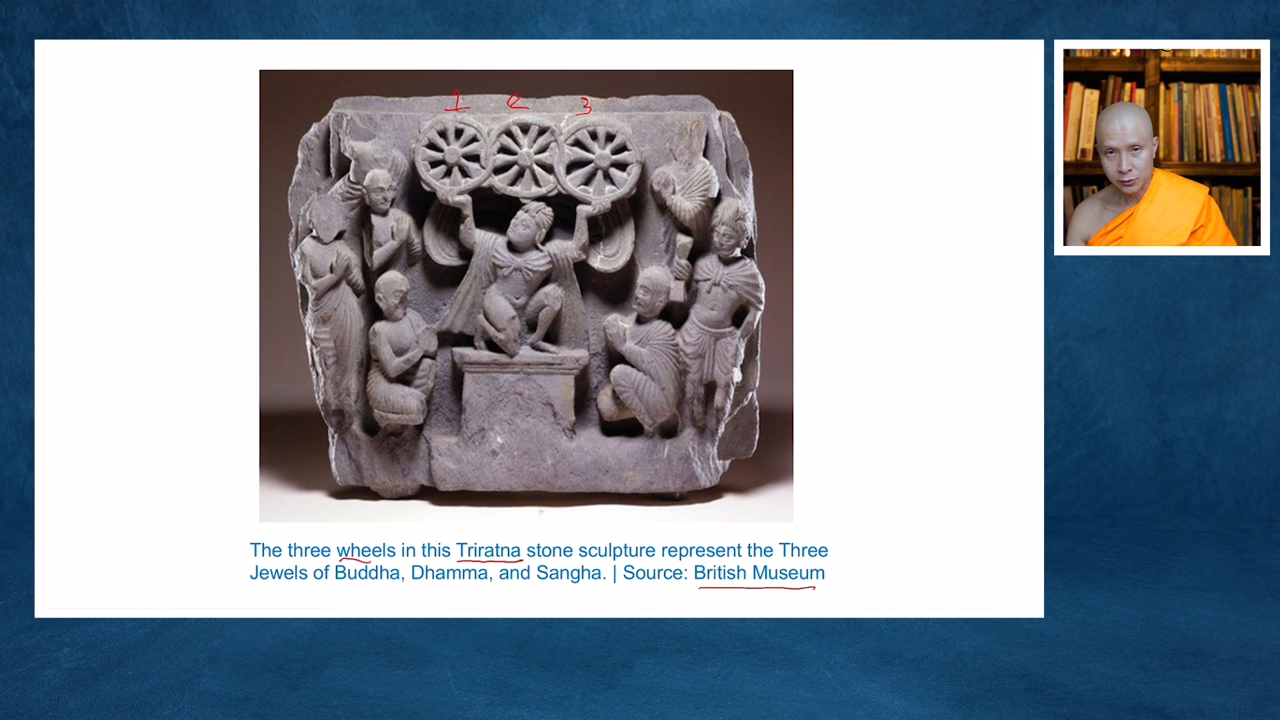 1 2 3
The three wheels in this Triratna stone sculpture represent the Three
Jewels of Buddha, Dhamma, and Sangha. | Source: British Museum